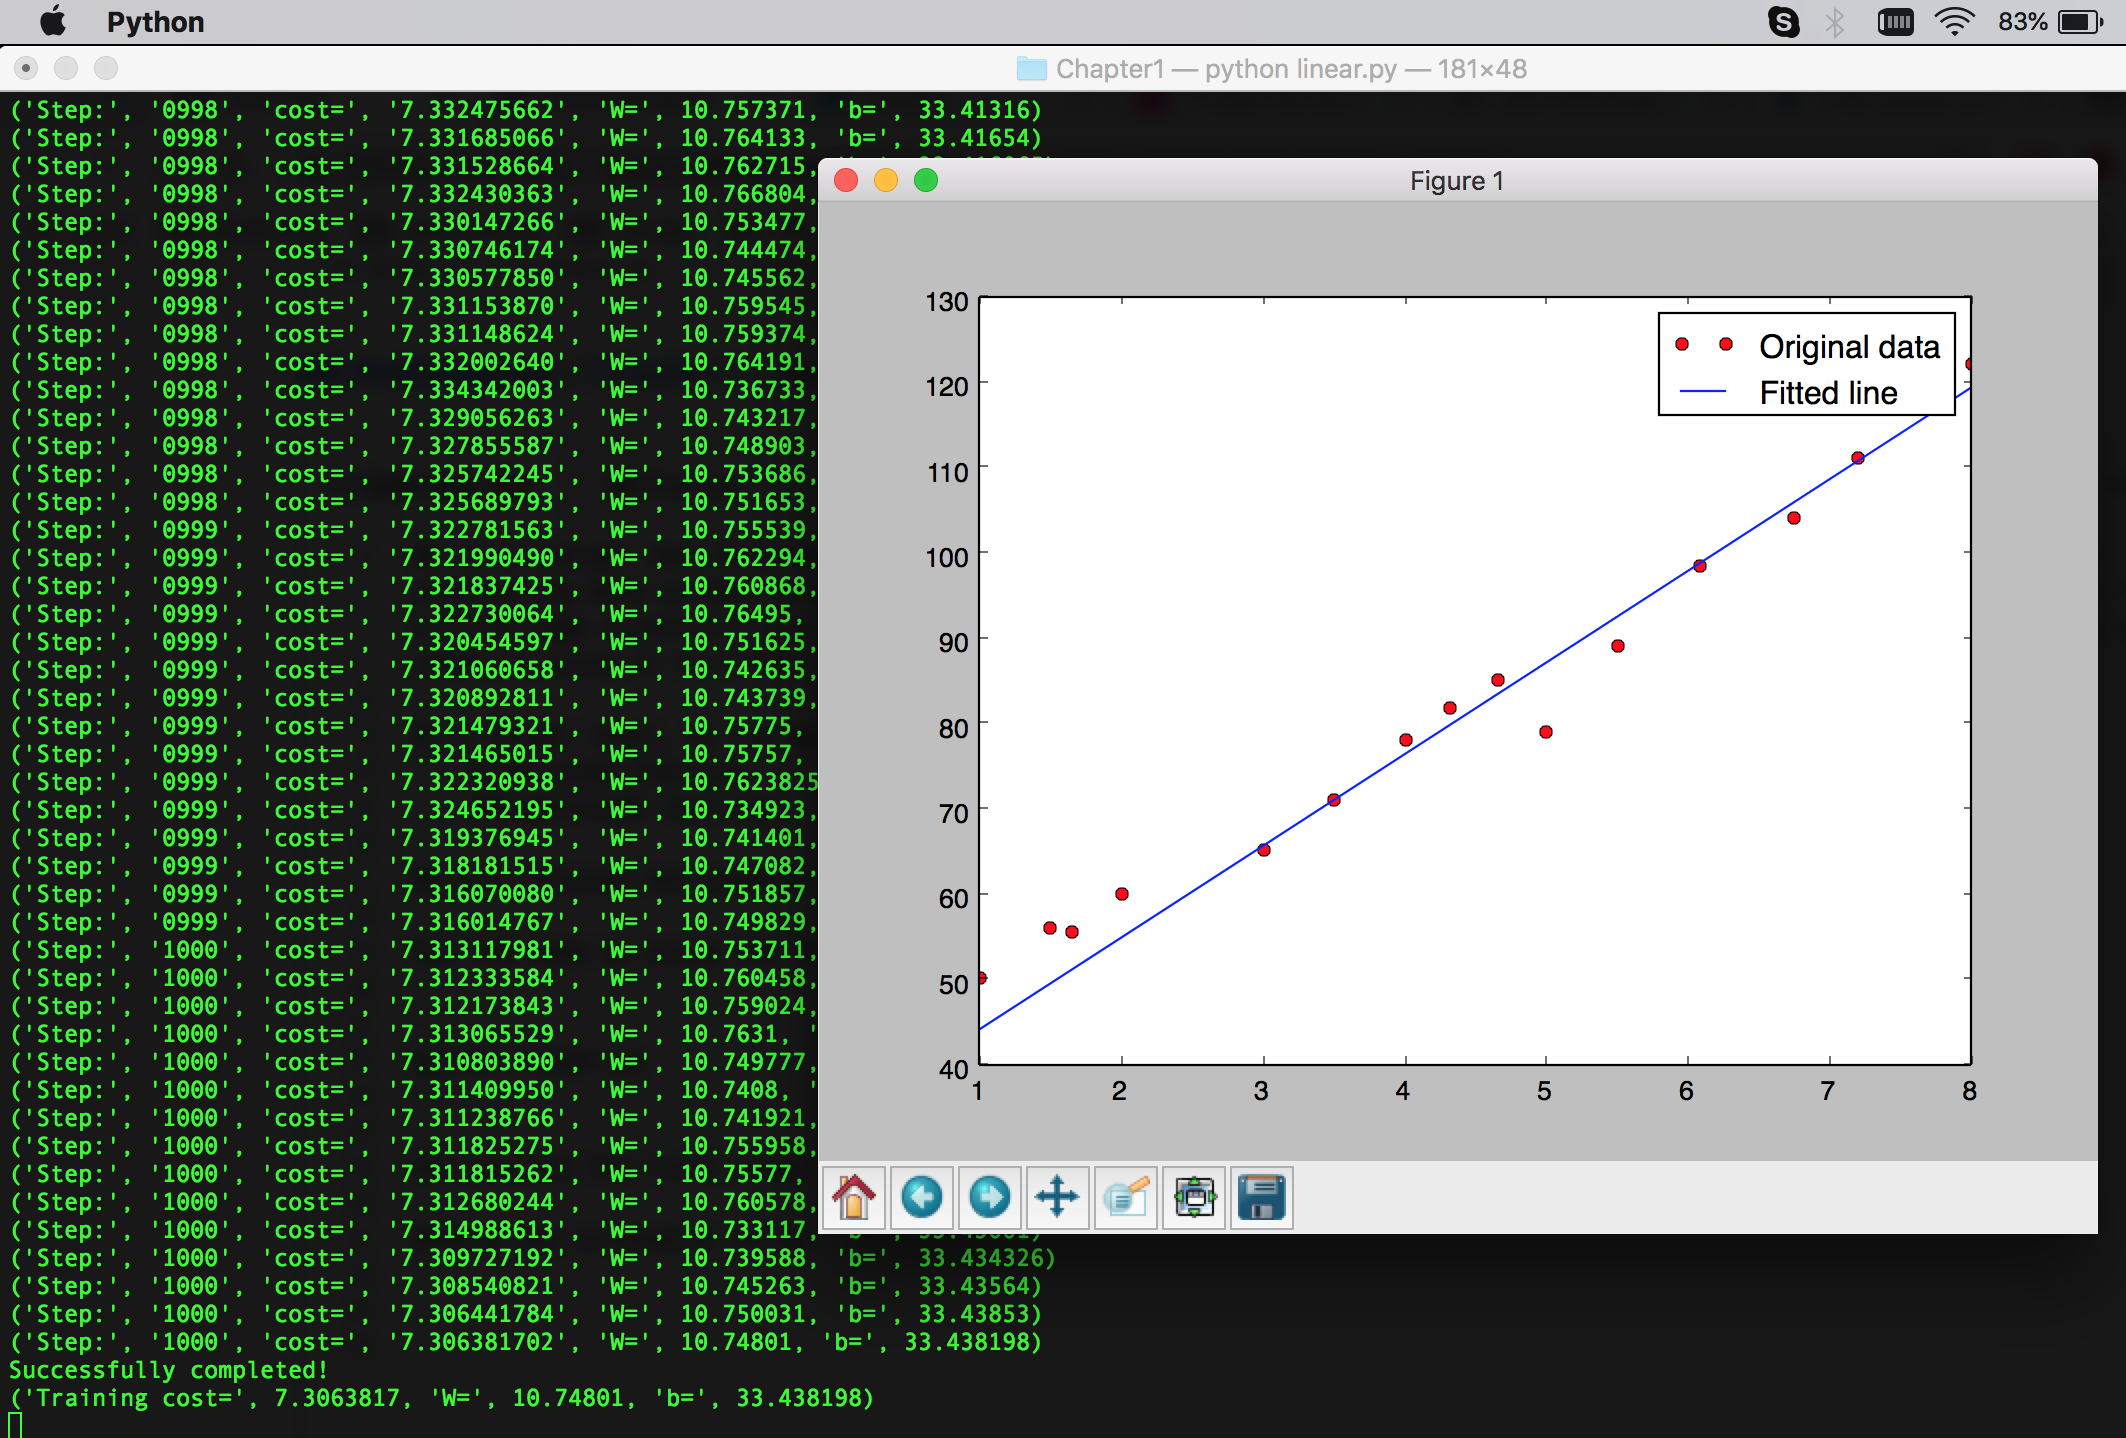 Python
83%
Chapter1 — python linear.py — 181×48
('Step:', '0998', 'cost=', '7.332475662', 'W=', 10.757371, 'b=', 33.41316)
('Step:', '0998', 'cost=', '7.331685066', 'W=', 10.764133, 'b=', 33.41654)
('Step:', '0998', 'cost=', '7.331528664', 'W=', 10.762715,
('Step:', '0998', 'cost=', '7.332430363', 'W=', 10.766804,
('Step:', '0998', 'cost=', '7.330147266', 'W=', 10.753477,
('Step:', '0998', 'cost=', '7.330746174', 'W=', 10.744474,
('Step:', '0998', 'cost=', '7.330577850', 'W=', 10.745562,
('Step:', '0998', 'cost=', '7.331153870', 'W=', 10.759545,
('Step:', '0998', 'cost=', '7.331148624', 'W=', 10.759374,
('Step:', '0998', 'cost=', '7.332002640', 'W=', 10.764191,
('Step:', '0998', 'cost=', '7.334342003', 'W=', 10.736733,
('Step:', '0998', 'cost=', '7.329056263', 'W=', 10.743217,
('Step:', '0998', 'cost=', '7.327855587', 'W=', 10.748903,
('Step:', '0998', 'cost=', '7.325742245', 'W=', 10.753686,
('Step:', '0998', 'cost=', '7.325689793', 'W=', 10.751653,
('Step:', '0999', 'cost=', '7.322781563', 'W=', 10.755539,
('Step:', '0999', 'cost=', '7.321990490', 'W=', 10.762294,
('Step:', '0999', 'cost=', '7.321837425', 'W=', 10.760868,
('Step:', '0999', 'cost=', '7.322730064', 'W=', 10.76495,
('Step:', '0999', 'cost=', '7.320454597', 'W=', 10.751625,
('Step:', '0999', 'cost=', '7.321060658', 'W=', 10.742635,
('Step:', '0999', 'cost=', '7.320892811', 'W=', 10.743739,
('Step:', '0999', 'cost=', '7.321479321', 'W=', 10.75775,
('Step:', '0999', 'cost=', '7.321465015', 'W=', 10.75757,
('Step:', '0999', 'cost=', '7.322320938', 'W=', 10.7623825
('Step:', '0999', 'cost=', '7.324652195', 'W=', 10.734923,
('Step:', '0999', 'cost=', '7.319376945', 'W=', 10.741401,
('Step:', '0999', 'cost=', '7.318181515', 'W=', 10.747082,
('Step:', '0999', 'cost=', '7.316070080', 'W=', 10.751857,
('Step:', '0999', 'cost=', '7.316014767', 'W=', 10.749829,
('Step:', '1000', 'cost=', '7.313117981', 'W=', 10.753711,
('Step:', '1000', 'cost=', '7.312333584', 'W=', 10.760458,
('Step:', '1000', 'cost=', '7.312173843', 'W=', 10.759024,
('Step:', '1000', 'cost=', '7.313065529', 'W=', 10.7631, '
('Step:', '1000', 'cost=', '7.310803890', 'W=', 10.749777,
('Step:', '1000', 'cost=', '7.311409950', 'W=', 10.7408, '
('Step:', '1000', 'cost=', '7.311238766', 'W=', 10.741921,
('Step:', '1000', 'cost=', '7.311825275', 'W=', 10.755958,
('Step:', '1000', 'cost=', '7.311815262', 'W=', 10.75577,
('Step:', '1000', 'cost=', '7.312680244', 'W=', 10.760578,
('Step:', '1000', 'cost=', '7.314988613', 'W=', 10.733117,
('Step:', '1000', 'cost=', '7.309727192', 'W=', 10.739588, 'b=', 33.434326)
('Step:', '1000', 'cost=', '7.308540821', 'W=', 10.745263, 'b=', 33.43564)
('Step:', '1000', 'cost=', '7.306441784', 'W=', 10.750031, 'b=', 33.43853)
('Step:', '1000', 'cost=', '7.306381702', 'W=', 10.74801, 'b=', 33.438198)
Successfully completed!
('Training cost=', 7.3063817, 'W=', 10.74801, 'b=', 33.438198)
Figure 1
Original data
Fitted line
130
120
110
100
90
80
70
60
50
40
1 2 3 4 5 6 7 8